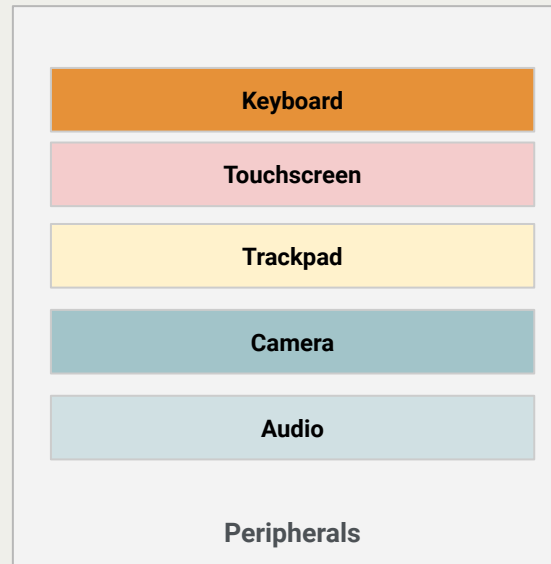 Keyboard
Touchscreen
Trackpad
Camera
Audio
Peripherals